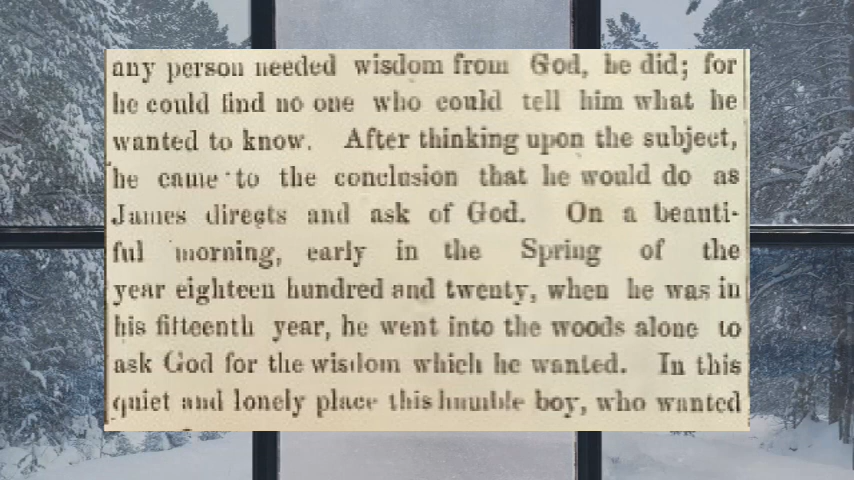 any person needed wisdom from God, he did; for
he could find no one who could tell him what he
wanted to know. After thinking upon the subject,
he came to the conclusion that he would do as
James directs and ask of God. On a beauti-
ful morning, early in the Spring of the
year eighteen hundred and twenty, when he was in
his fifteenth year, he went into the woods alone to
ask God for the wisdom which he wanted. In this
quiet and lonely place this humble boy, who wanted